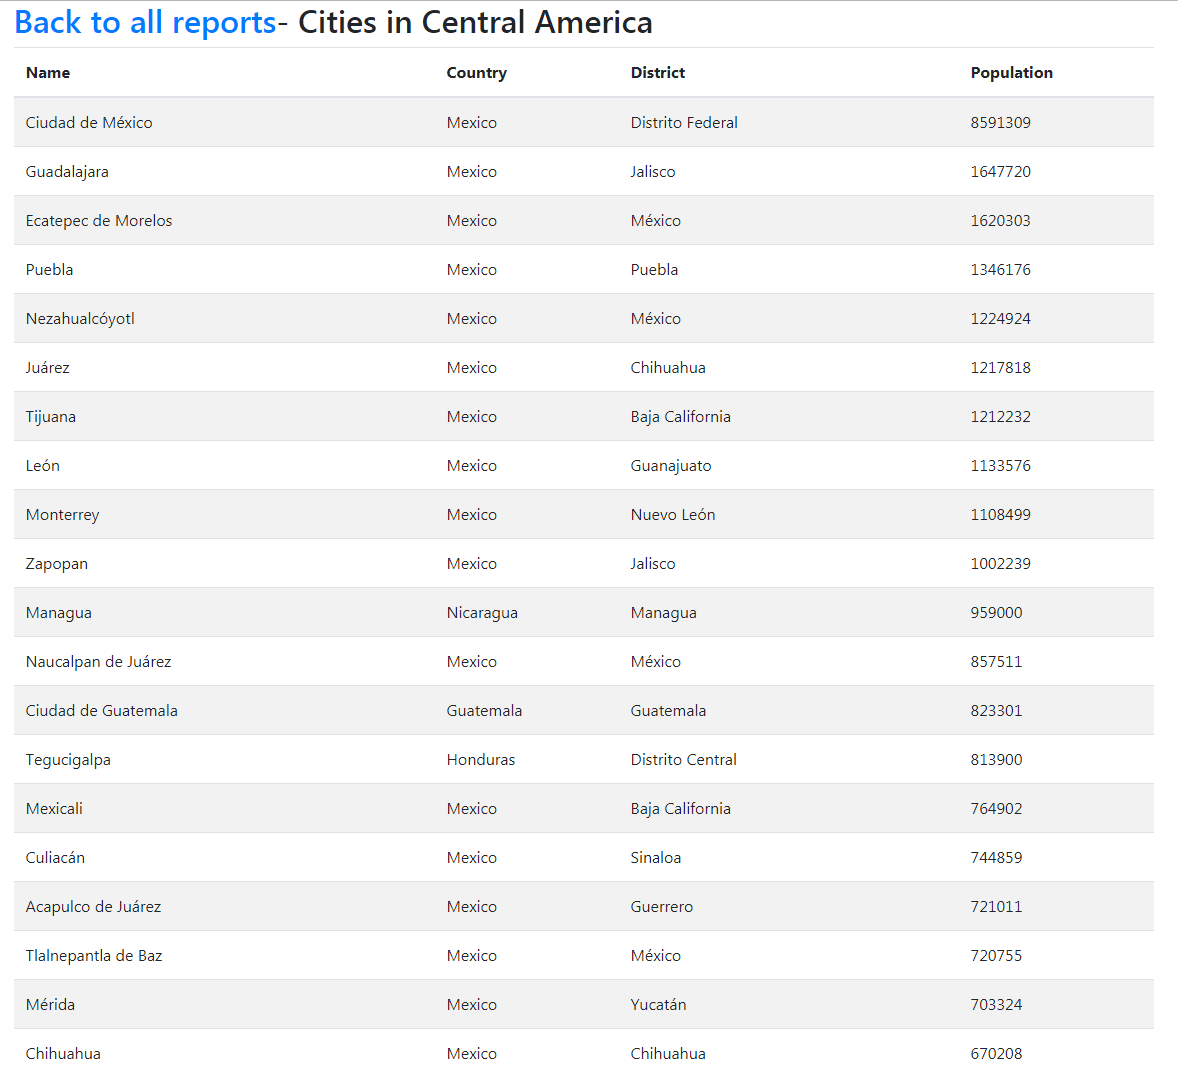 Back to all reports- Cities in Central America
Name Country District Population
Ciudad de México Mexico Distrito Federal 8591309
Guadalajara Mexico Jalisco 1647720
Ecatepec de Morelos Mexico México 1620303
Puebla Mexico Puebla 1346176
Nezahualcóyotl Mexico México 1224924
Juárez Mexico Chihuahua 1217818
Tijuana Mexico Baja California 1212232
León Mexico Guanajuato 1133576
Monterrey Mexico Nuevo León 1108499
Zapopan Mexico Jalisco 1002239
Managua Nicaragua Managua 959000
Naucalpan de Juárez Mexico México 857511
Ciudad de Guatemala Guatemala Guatemala 823301
Tegucigalpa Honduras Distrito Central 813900
Mexicali Mexico Baja California 764902
Culiacán Mexico Sinaloa 744859
Acapulco de Juárez Mexico Guerrero 721011
Tlalnepantla de Baz Mexico México 720755
Mérida Mexico Yucatán 703324
Chihuahua Mexico Chihuahua 670208